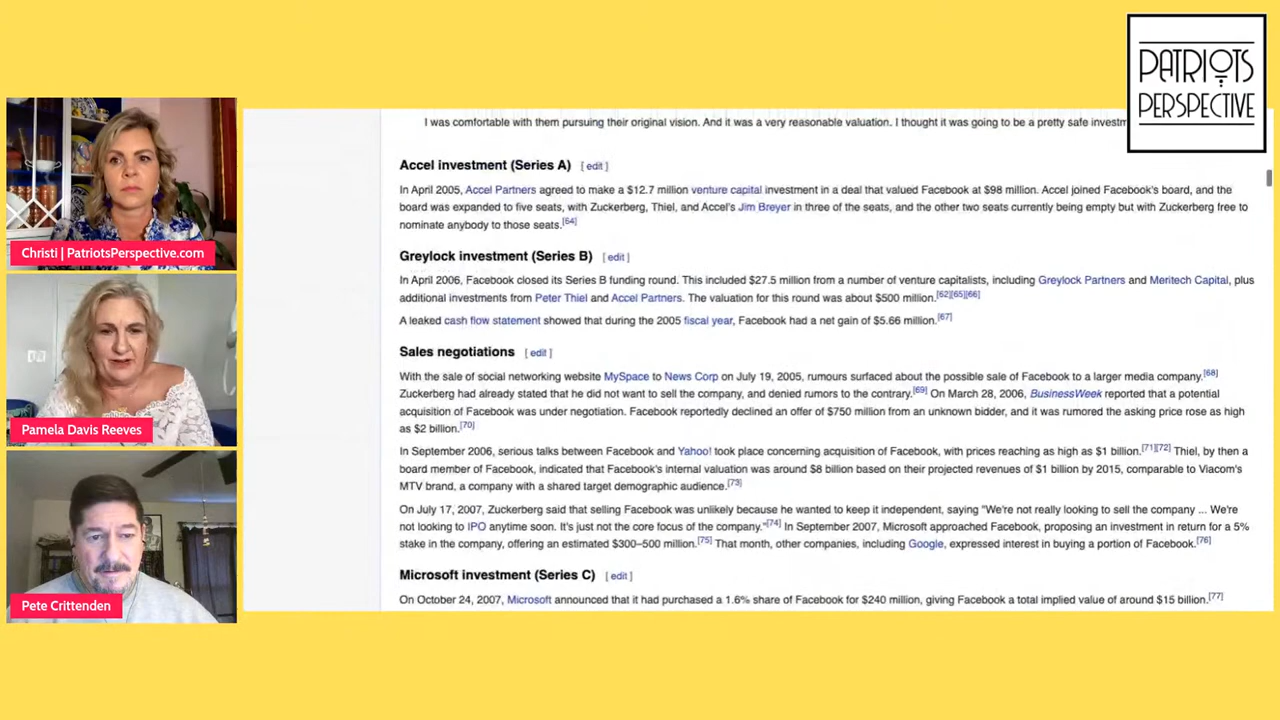 PATRIOTS
PERSPECTIVE
Christi | PatriotsPerspective.com
Pamela Davis Reeves
Pete Crittenden
I was comfortable with them pursuing their original vision. And it was a very reasonable valuation. I thought it was going to be a pretty safe investm
Accel investment (Series A) [ edit ]
In April 2005, Accel Partners agreed to make a $12.7 million venture capital investment in a deal that valued Facebook at $98 million. Accel joined Facebook's board, and the
board was expanded to five seats, with Zuckerberg, Thiel, and Accel's Jim Breyer in three of the seats, and the other two seats currently being empty but with Zuckerberg free to
nominate anybody to those seats.[64]
Greylock investment (Series B) [ edit ]
In April 2006, Facebook closed its Series B funding round. This included $27.5 million from a number of venture capitalists, including Greylock Partners and Meritech Capital, plus
additional investments from Peter Thiel and Accel Partners. The valuation for this round was about $500 million.[62][65][66]
A leaked cash flow statement showed that during the 2005 fiscal year, Facebook had a net gain of $5.66 million.[67]
Sales negotiations [ edit ]
With the sale of social networking website MySpace to News Corp on July 19, 2005, rumours surfaced about the possible sale of Facebook to a larger media company.[68]
Zuckerberg had already stated that he did not want to sell the company, and denied rumors to the contrary.[69] On March 28, 2006, BusinessWeek reported that a potential
acquisition of Facebook was under negotiation. Facebook reportedly declined an offer of $750 million from an unknown bidder, and it was rumored the asking price rose as high
as $2 billion.[70]
In September 2006, serious talks between Facebook and Yahoo! took place concerning acquisition of Facebook, with prices reaching as high as $1 billion.[71][72] Thiel, by then a
board member of Facebook, indicated that Facebook's internal valuation was around $8 billion based on their projected revenues of $1 billion by 2015, comparable to Viacom's
MTV brand, a company with a shared target demographic audience.[73]
On July 17, 2007, Zuckerberg said that selling Facebook was unlikely because he wanted to keep it independent, saying "We're not really looking to sell the company ... We're
not looking to IPO anytime soon. It's just not the core focus of the company."[74] In September 2007, Microsoft approached Facebook, proposing an investment in return for a 5%
stake in the company, offering an estimated $300–500 million.[75] That month, other companies, including Google, expressed interest in buying a portion of Facebook.[76]
Microsoft investment (Series C) [ edit ]
On October 24, 2007, Microsoft announced that it had purchased a 1.6% share of Facebook for $240 million, giving Facebook a total implied value of around $15 billion.[77]